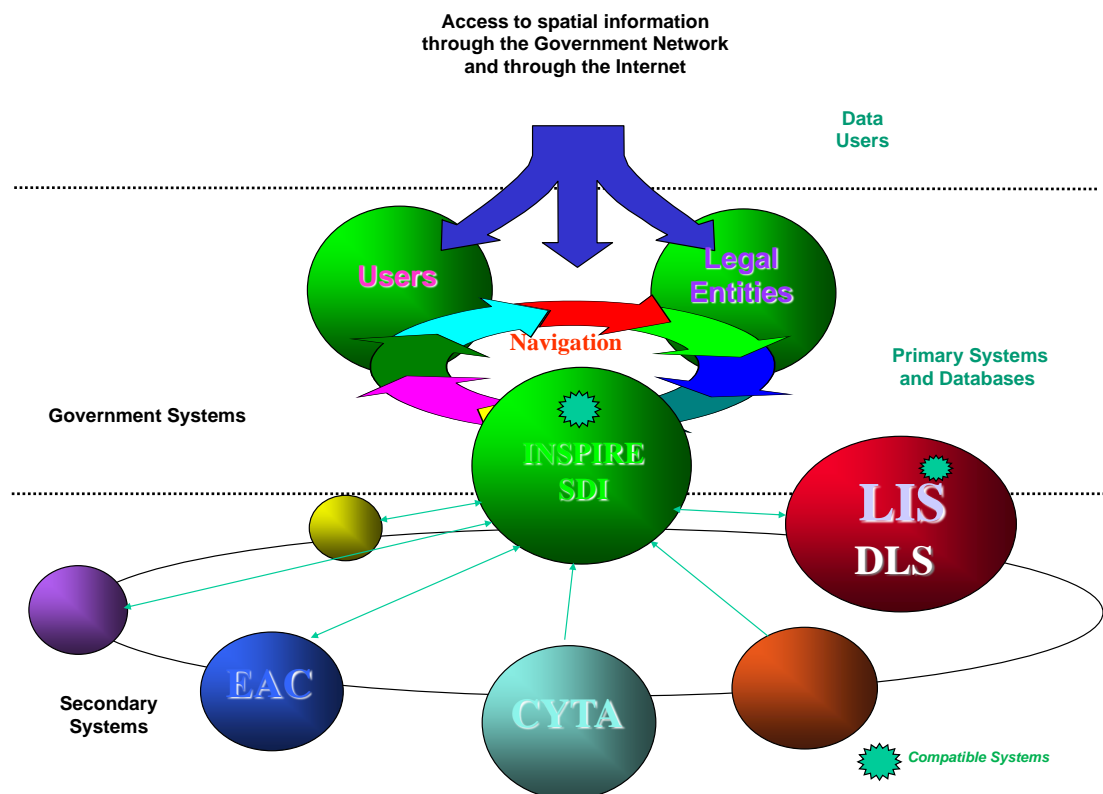 Access to spatial information
through the Government Network
and through the Internet
Data
Users
Users
Legal
Entities
Navigation
Primary Systems
and Databases
Government Systems
INSPIRE
SDI
LIS
DLS
EAC
CYTA
Secondary
Systems
Compatible Systems